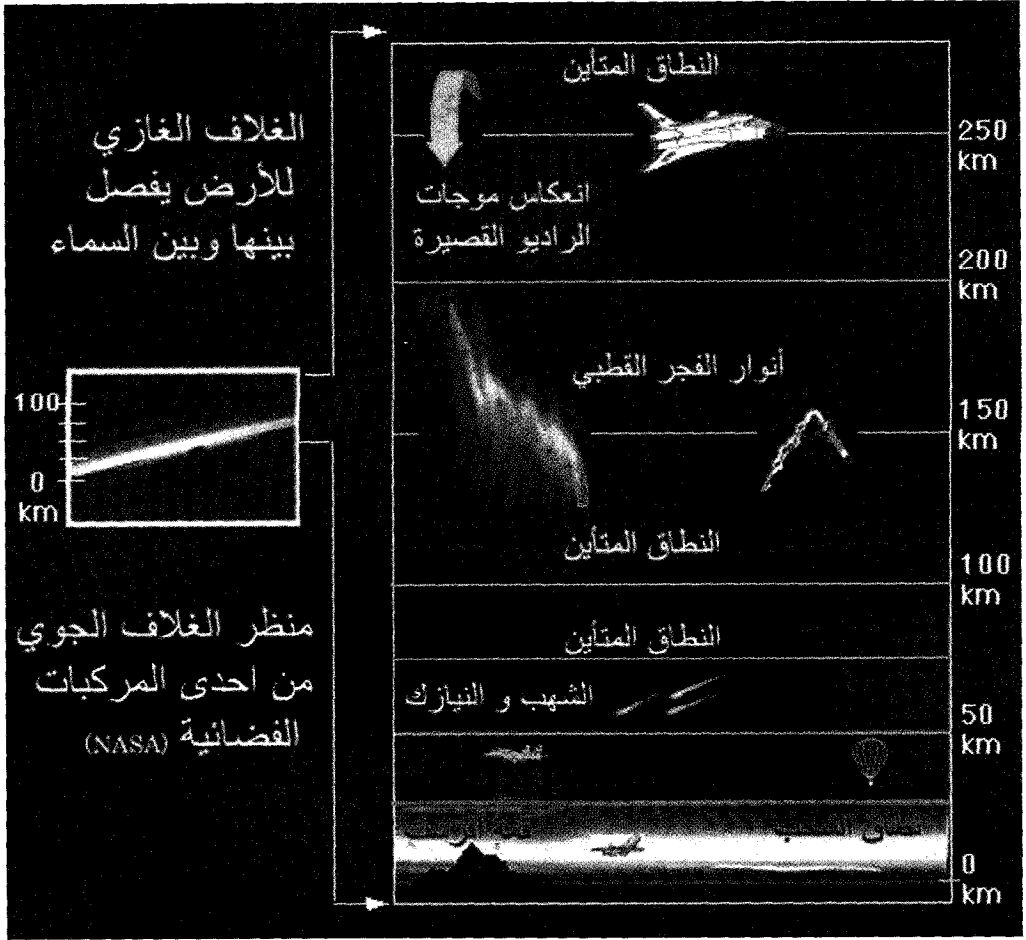 النطاق المتأين
250
km
انعكاس موجات
الراديو القصيرة
200
km
أنوار الفجر القطبي
150
km
النطاق المتأين
100
km
النطاق المتأين
الشهب و النيازك
50
km
0
km
الغلاف الغازي
للأرض يفصل
بينها وبين السماء
100
0
km
منظر الغلاف الجوي
من احدى المركبات
الفضائية (NASA)